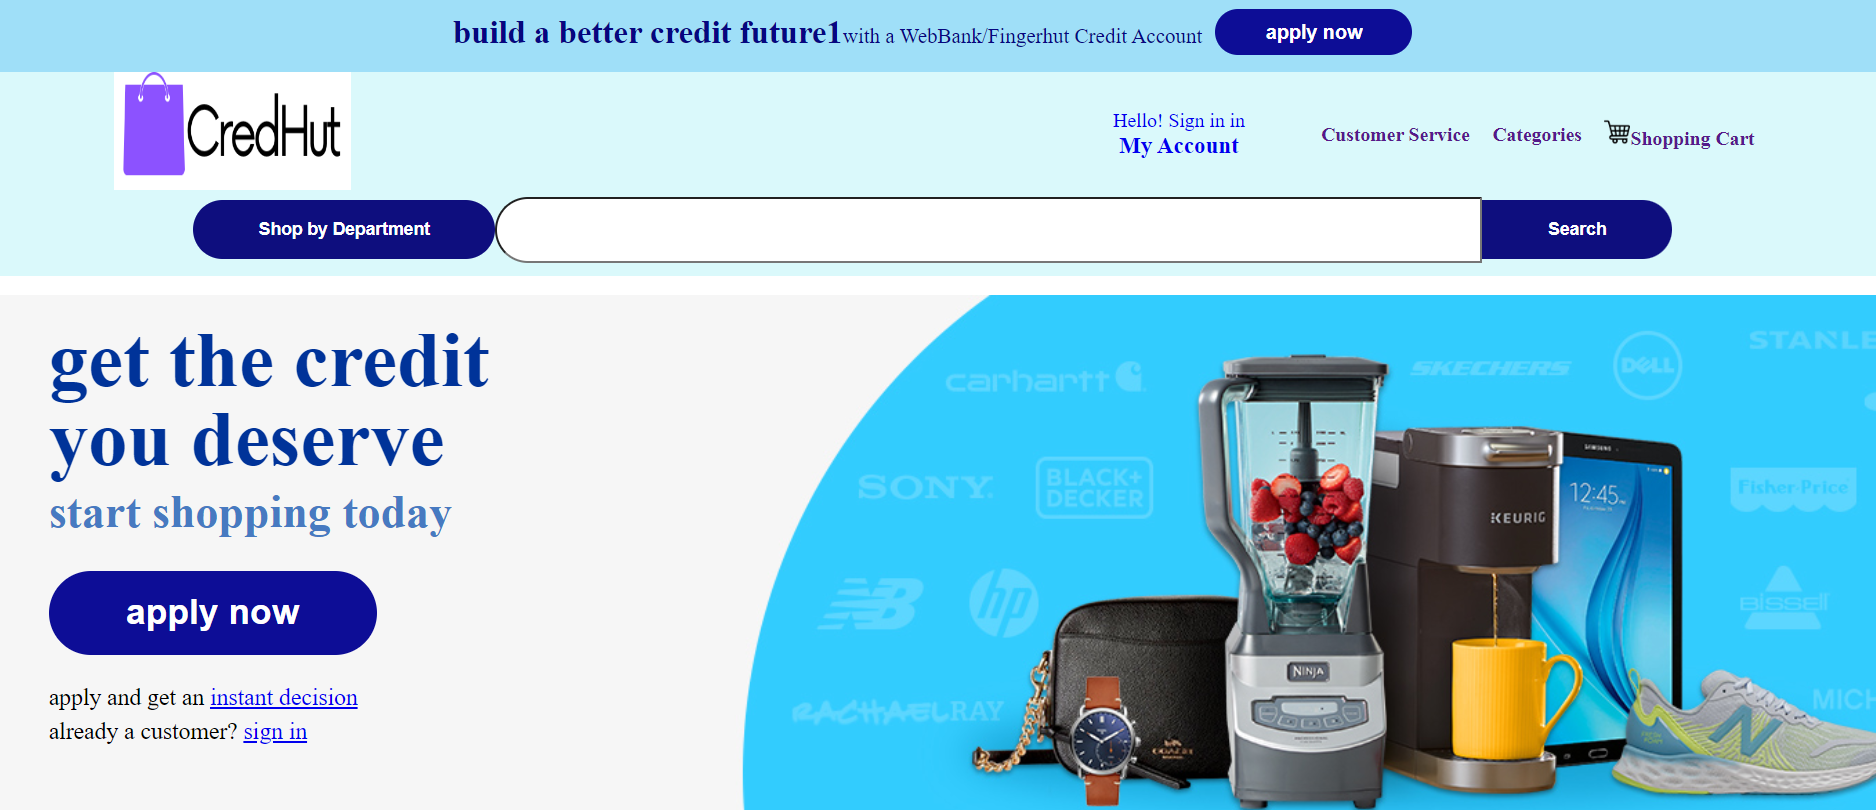 build a better credit future1 with a WebBank/Fingerhut Credit Account apply now
CredHut
Hello! Sign in in
My Account
Customer Service Categories Shopping Cart
Shop by Department Search
get the credit
you deserve
start shopping today
apply now
apply and get an instant decision
already a customer? sign in
carhartt
SKECHERS
DELL
STANLE
SONY
BLACK+
DECKER
SAMSUNG
12:45
KEURIG
Fisher-Price
hp
BISSELL
NINJA
RACHAEL RAY
COACH
MICH